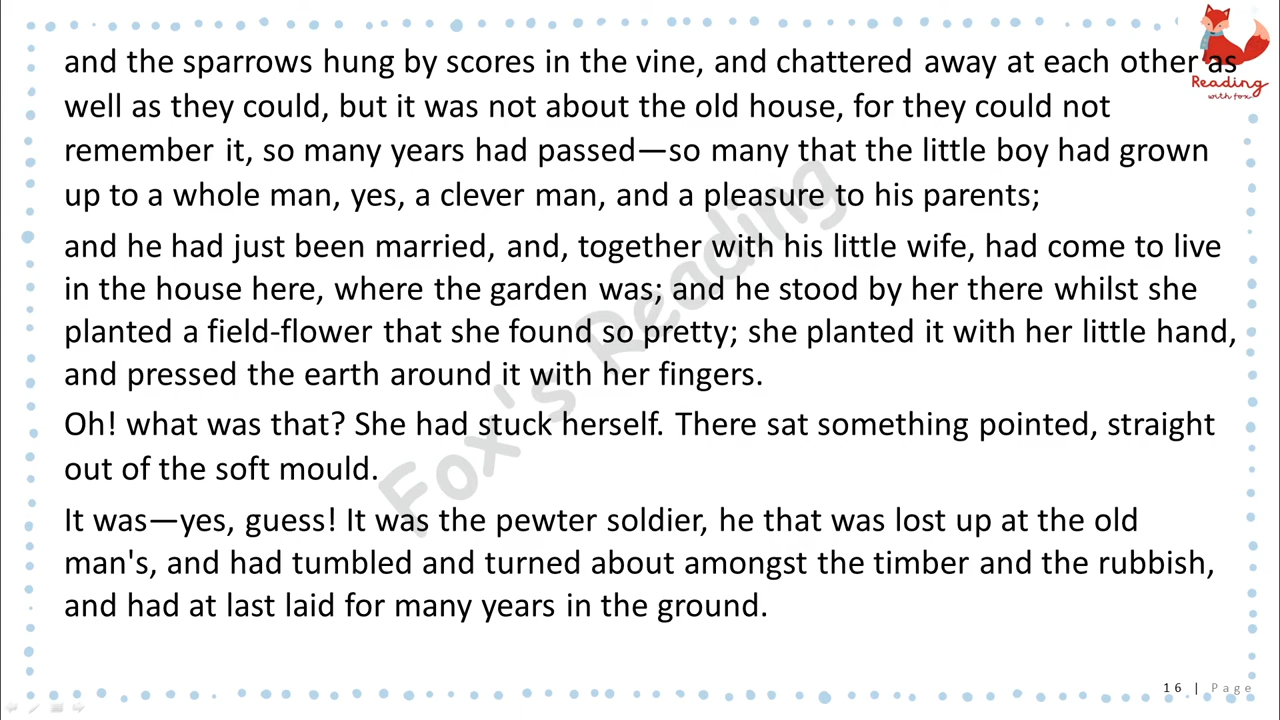 and the sparrows hung by scores in the vine, and chattered away at each other as
well as they could, but it was not about the old house, for they could not
remember it, so many years had passed—so many that the little boy had grown
up to a whole man, yes, a clever man, and a pleasure to his parents;
and he had just been married, and, together with his little wife, had come to live
in the house here, where the garden was; and he stood by her there whilst she
planted a field-flower that she found so pretty; she planted it with her little hand,
and pressed the earth around it with her fingers.
Oh! what was that? She had stuck herself. There sat something pointed, straight
out of the soft mould.
It was—yes, guess! It was the pewter soldier, he that was lost up at the old
man's, and had tumbled and turned about amongst the timber and the rubbish,
and had at last laid for many years in the ground.
Reading
with fox
Fox's Reading
16 | Page